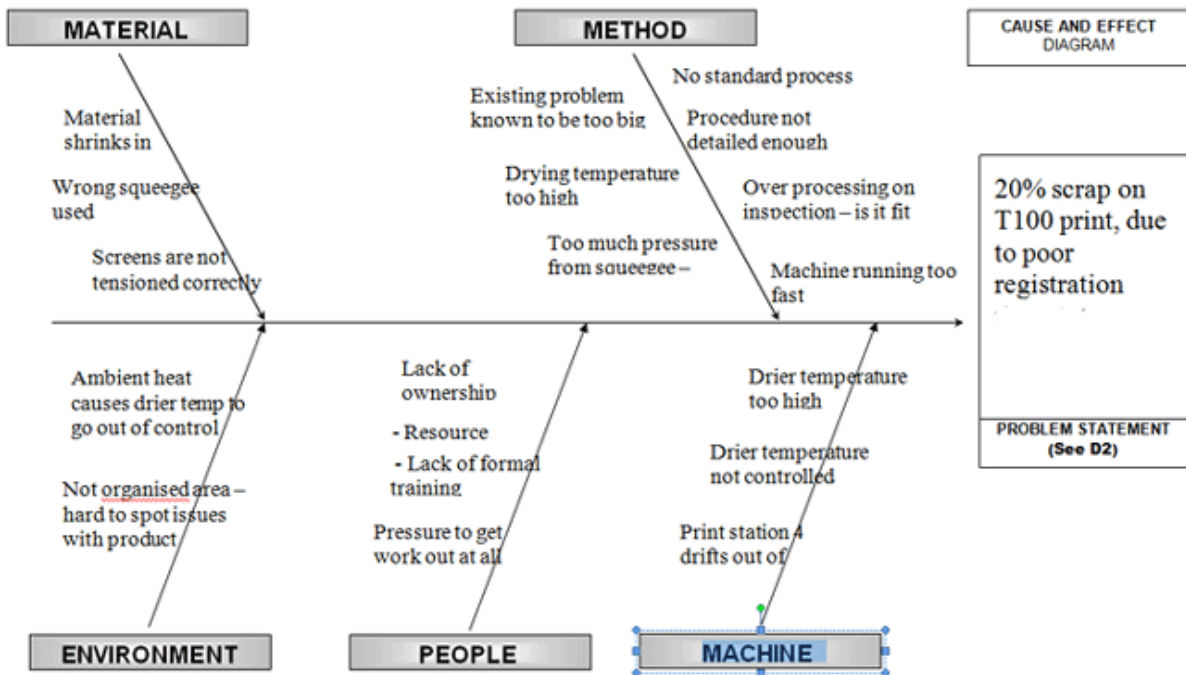 MATERIAL
METHOD
CAUSE AND EFFECT
DIAGRAM
Material
shrinks in
Wrong squeegee
used
Screens are not
tensioned correctly
Existing problem
known to be too big
Drying temperature
too high
Too much pressure
from squeegee –
No standard process
Procedure not
detailed enough
Over processing on
inspection – is it fit
Machine running too
fast
20% scrap on
T100 print, due
to poor
registration
PROBLEM STATEMENT
(See D2)
Ambient heat
causes drier temp to
go out of control
Not organised area –
hard to spot issues
with product
Lack of
ownership
- Resource
- Lack of formal
training
Pressure to get
work out at all
Drier temperature
too high
Drier temperature
not controlled
Print station 4
drifts out of
ENVIRONMENT
PEOPLE
MACHINE